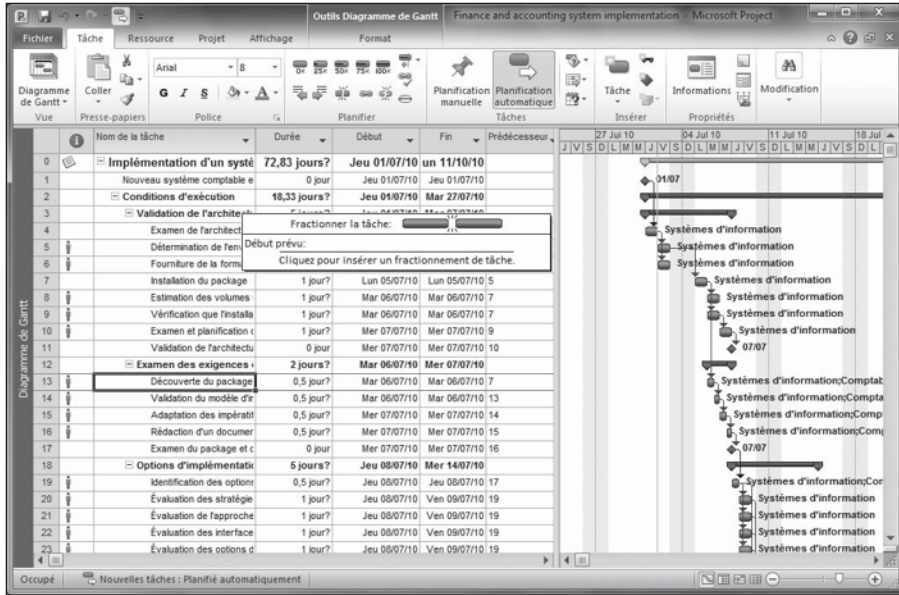 Outils Diagramme de Gantt Finance and accounting system implementation - Microsoft Project
Fichier Tâche Ressource Projet Affichage Format
Diagramme de Gantt
Vue
Coller
Presse-papiers
Arial 8
G I S A
Police
0% 25% 50% 75% 100%
Planifier
Planification manuelle
Planification automatique
Tâches
Tâche
Insérer
Informations
Propriétés
Modification
Nom de la tâche Durée Début Fin Prédécesseur
27 Jul 10 04 Jul 10 11 Jul 10 18 Jul
J V S D L M M J V S D L M M J V S D L M M J V S D L
0 Implémentation d'un systè 72,83 jours? Jeu 01/07/10 un 11/10/10
1 Nouveau système comptable e 0 jour Jeu 01/07/10 Jeu 01/07/10 01/07
2 Conditions d'exècution 18,33 jours? Jeu 01/07/10 Mar 27/07/10
3 Validation de l'architect
Fractionner la tâche:
Début prévu:
Cliquez pour insérer un fractionnement de tâche.
4 Examen de l'architect Systèmes d'information
5 Détermination de l'en Systèmes d'information
6 Fourniture de la forma Systèmes d'information
7 Installation du package 1 jour? Lun 05/07/10 Lun 05/07/10 5 Systèmes d'information
8 Estimation des volumes 1 jour? Mar 06/07/10 Mar 06/07/10 7 Systèmes d'information
9 Vérification que l'installa 1 jour? Mar 06/07/10 Mar 06/07/10 7 Systèmes d'information
10 Examen et planification d 1 jour? Mer 07/07/10 Mer 07/07/10 9 Systèmes d'information
11 Validation de l'architectu 0 jour Mer 07/07/10 Mer 07/07/10 10 07/07
12 Examen des exigences 2 jours? Mar 06/07/10 Mer 07/07/10
13 Découverte du package 0,5 jour? Mar 06/07/10 Mar 06/07/10 7 Systèmes d'information;Comptab
14 Validation du modèle d'ir 0,5 jour? Mar 06/07/10 Mar 06/07/10 13 Systèmes d'information;Compta
15 Adaptation des impératif 0,5 jour? Mer 07/07/10 Mer 07/07/10 14 Systèmes d'information;Comp
16 Rédaction d'un documer 0,5 jour? Mer 07/07/10 Mer 07/07/10 15 Systèmes d'information;Comp
17 Examen du package et c 0 jour Mer 07/07/10 Mer 07/07/10 16 07/07
18 Options d'implémentatio 5 jours? Jeu 08/07/10 Mer 14/07/10
19 Identification des options 0,5 jour? Jeu 08/07/10 Jeu 08/07/10 17 Systèmes d'information;Cor
20 Évaluation des stratégie 1 jour? Jeu 08/07/10 Ven 09/07/10 19 Systèmes d'information
21 Évaluation de l'approche 1 jour? Jeu 08/07/10 Ven 09/07/10 19 Systèmes d'information
22 Évaluation des interface 1 jour? Jeu 08/07/10 Ven 09/07/10 19 Systèmes d'information
23 Évaluation des options d 1 jour? Jeu 08/07/10 Ven 09/07/10 19 Systèmes d'information
Diagramme de Gantt
Occupé Nouvelles tâches : Planifié automatiquement